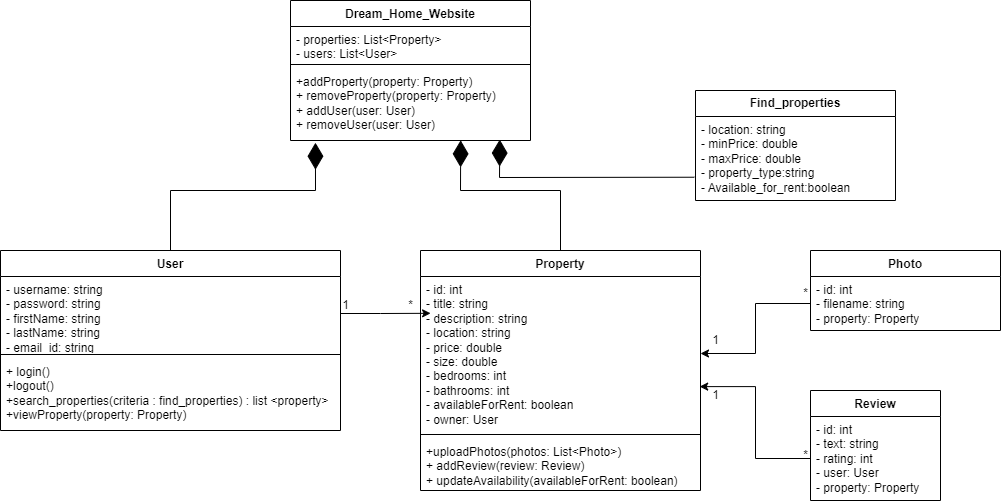 Dream_Home_Website
- properties: List<Property>
- users: List<User>
+addProperty(property: Property)
+ removeProperty(property: Property)
+ addUser(user: User)
+ removeUser(user: User)
Find_properties
- location: string
- minPrice: double
- maxPrice: double
- property_type:string
- Available_for_rent:boolean
User
- username: string
- password: string
- firstName: string
- lastName: string
- email_id: string
+ login()
+logout()
+search_properties(criteria : find_properties) : list <property>
+viewProperty(property: Property)
1
*
Property
- id: int
- title: string
- description: string
- location: string
- price: double
- size: double
- bedrooms: int
- bathrooms: int
- availableForRent: boolean
- owner: User
+uploadPhotos(photos: List<Photo>)
+ addReview(review: Review)
+ updateAvailability(availableForRent: boolean)
Photo
- id: int
- filename: string
- property: Property
*
1
1
*
Review
- id: int
- text: string
- rating: int
- user: User
- property: Property